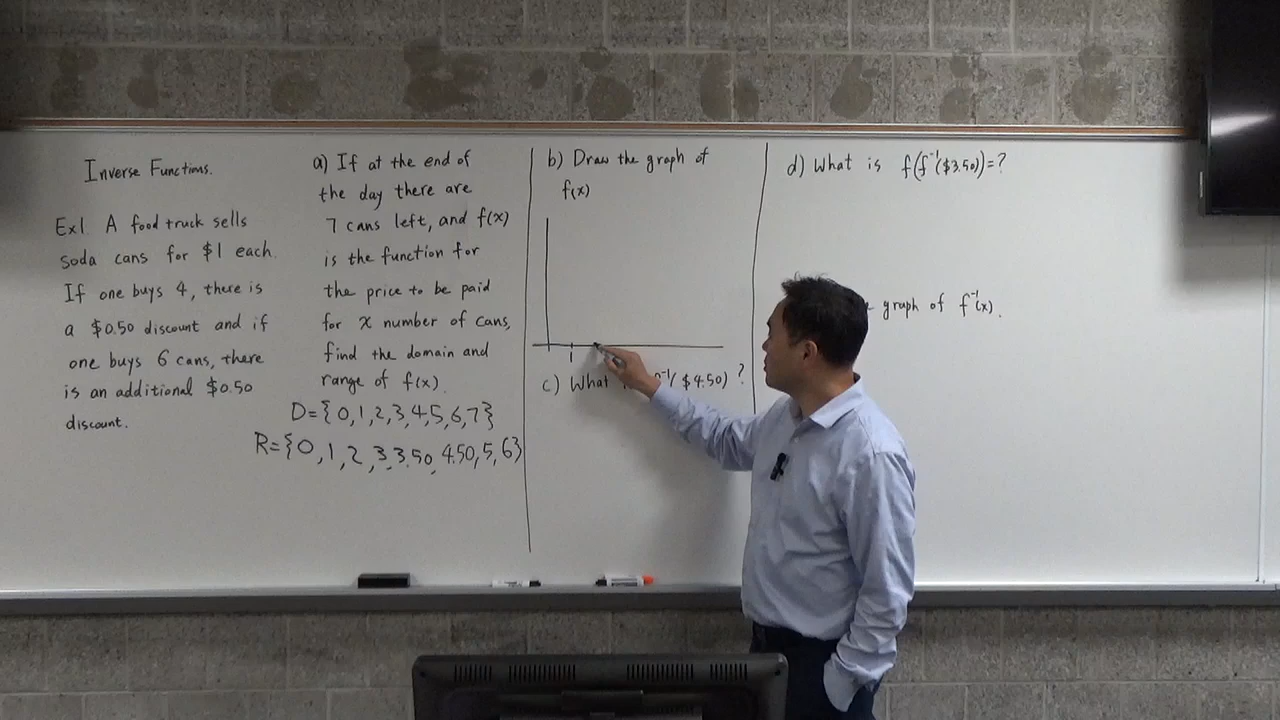 Inverse Functions.
Ex1. A food truck sells
soda cans for $1 each.
If one buys 4, there is
a $0.50 discount and if
one buys 6 cans, there
is an additional $0.50
discount.
a) If at the end of
the day there are
7 cans left, and f(x)
is the function for
the price to be paid
for x number of cans,
find the domain and
range of f(x).
D={0,1,2,3,4,5,6,7}
R={0,1,2,3,3.50,4.50,5,6}
b) Draw the graph of
f(x)
1
c) What f⁻¹($4.50)?
d) What is f(f⁻¹($3.50))=?
graph of f⁻¹(x).